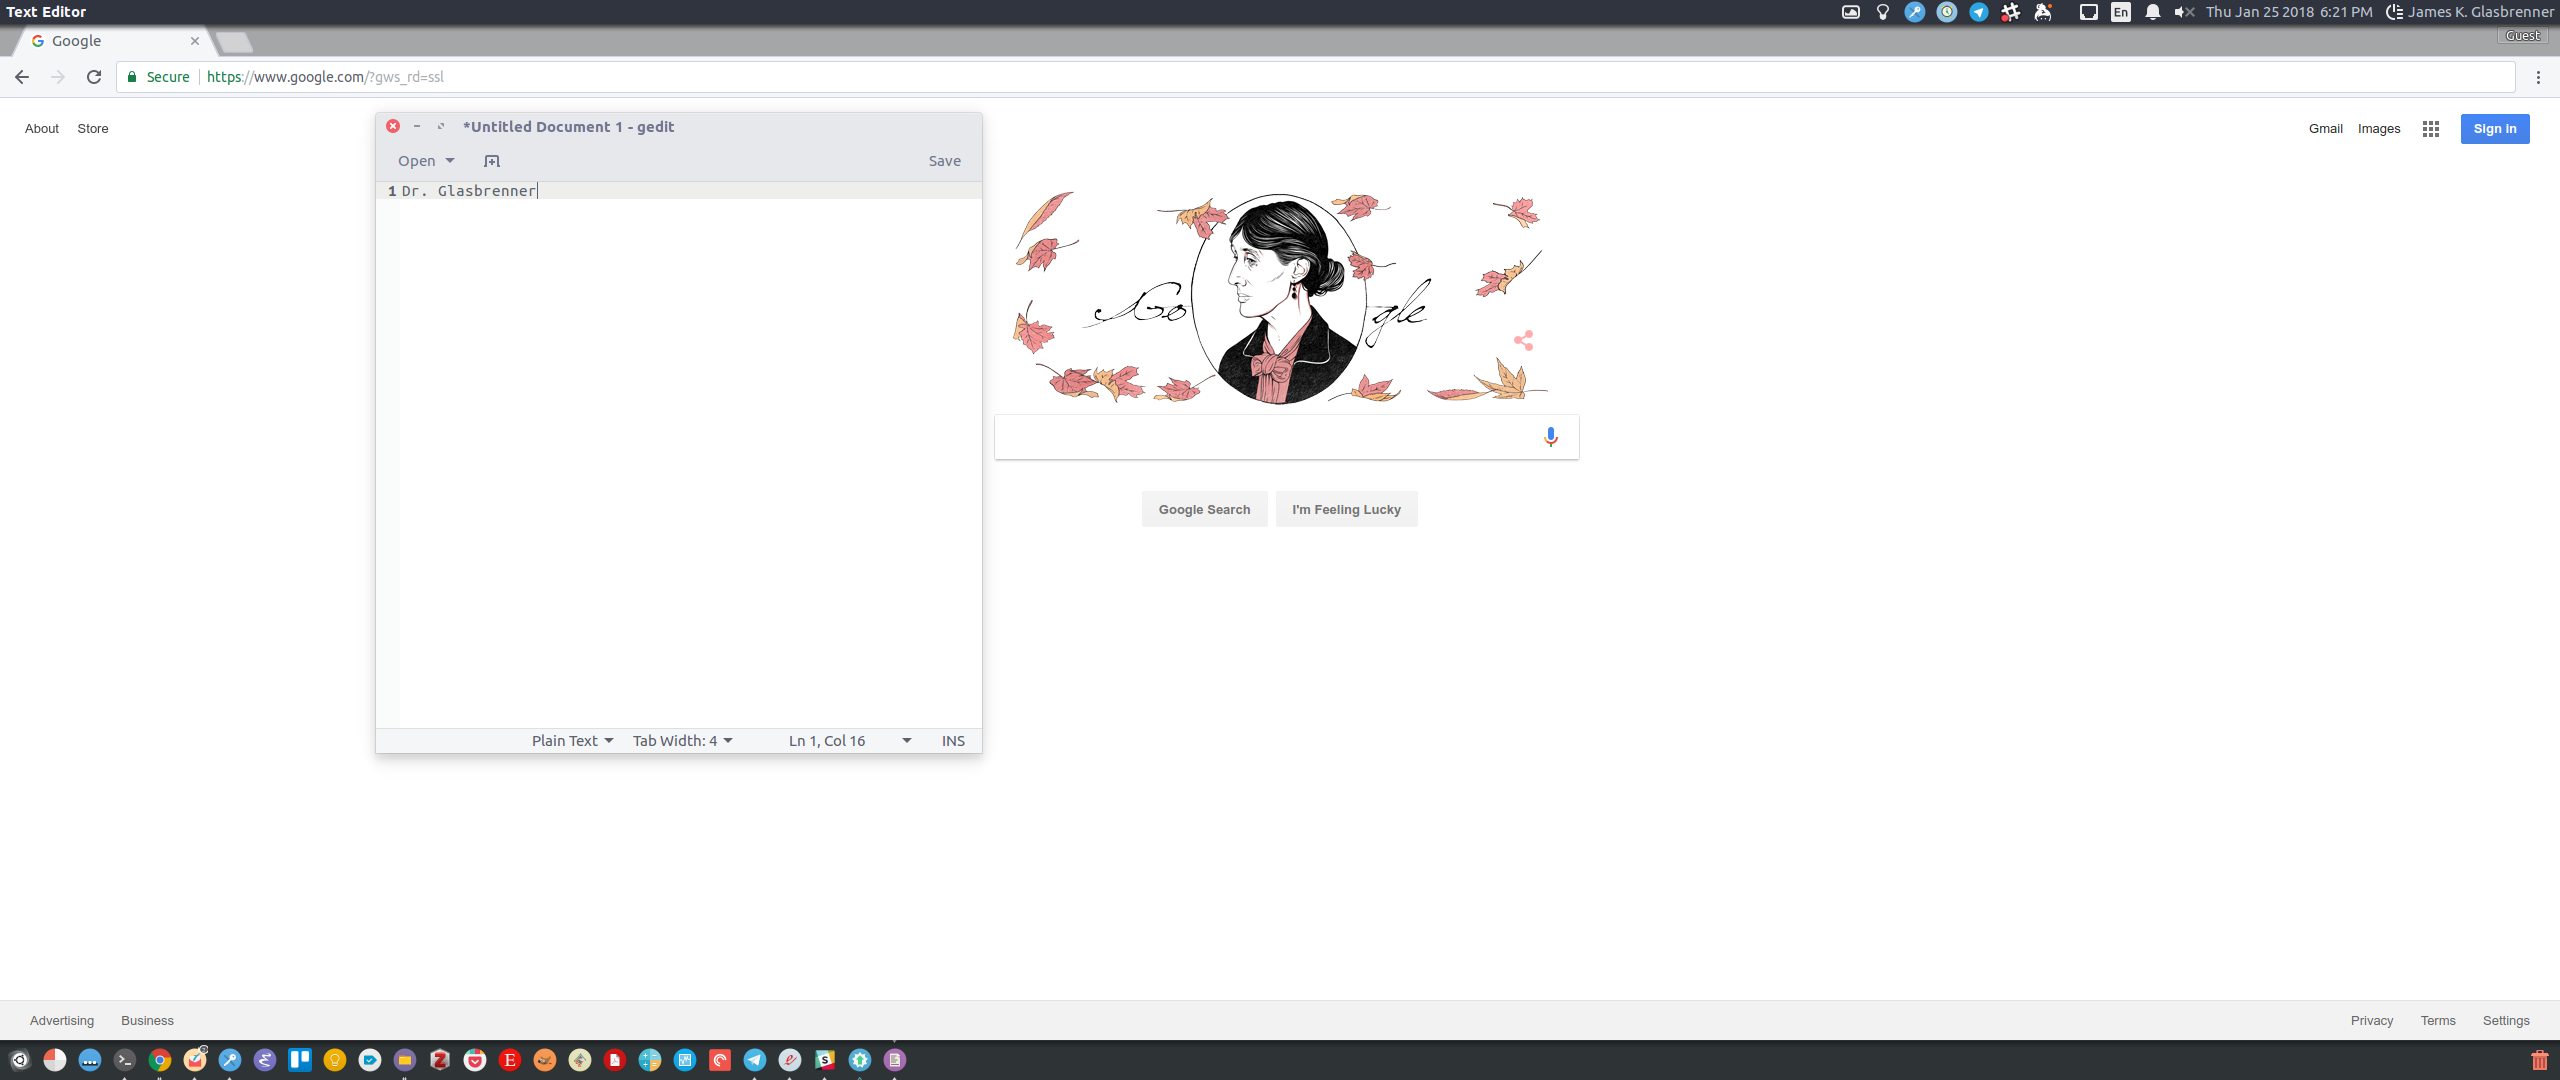 Text Editor
En
Thu Jan 25 2018 6:21 PM
James K. Glasbrenner
Google
Guest
Secure
https://www.google.com/?gws_rd=ssl
About
Store
Gmail
Images
Sign in
*Untitled Document 1 - gedit
Open
Save
1 Dr. Glasbrenner
Go gle
Google Search
I'm Feeling Lucky
Plain Text
Tab Width: 4
Ln 1, Col 16
INS
Advertising
Business
Privacy
Terms
Settings